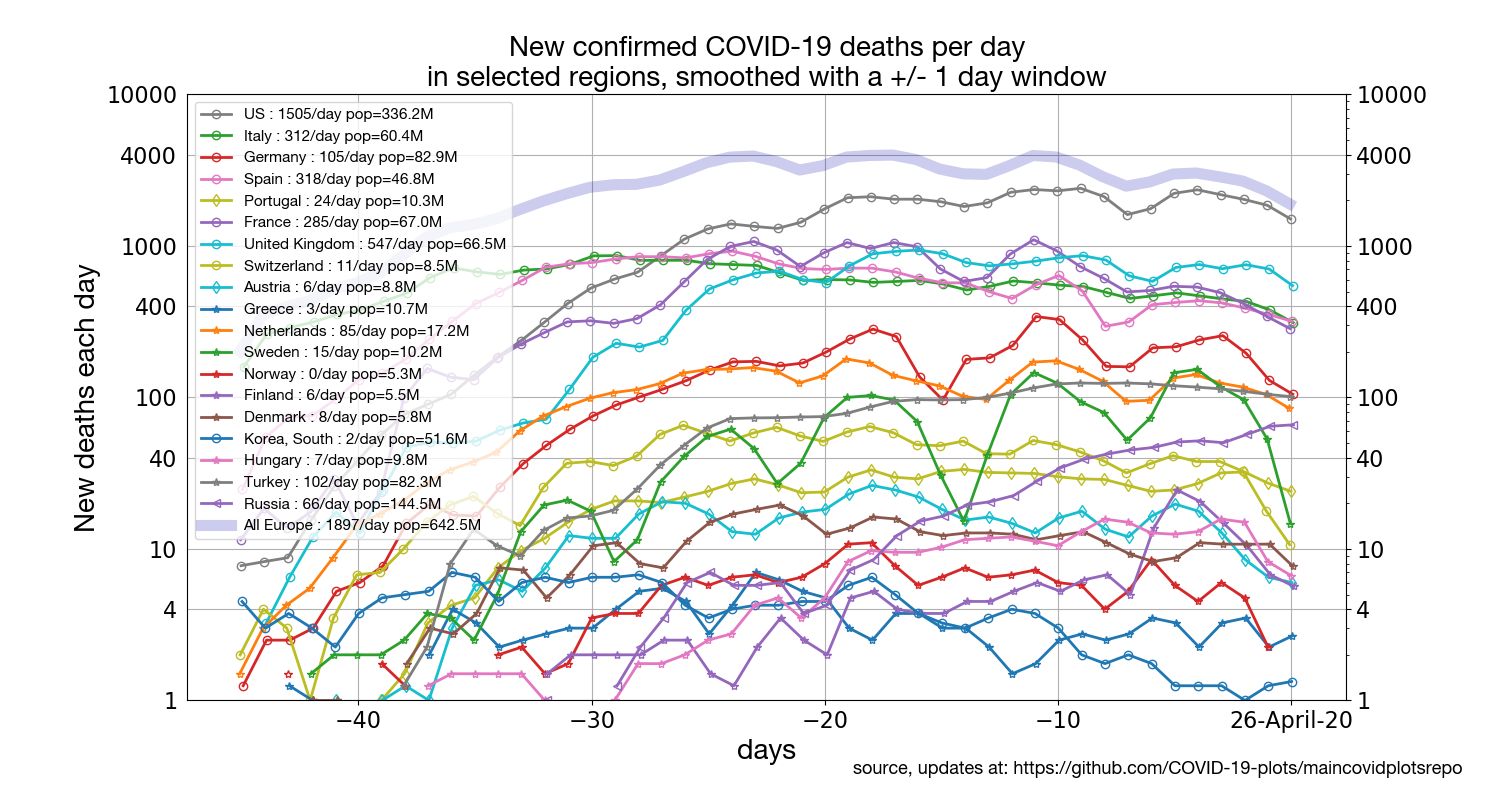 New confirmed COVID-19 deaths per day
in selected regions, smoothed with a +/- 1 day window
10000
4000
1000
400
100
40
10
4
1
New deaths each day
US : 1505/day pop=336.2M
Italy : 312/day pop=60.4M
Germany : 105/day pop=82.9M
Spain : 318/day pop=46.8M
Portugal : 24/day pop=10.3M
France : 285/day pop=67.0M
United Kingdom : 547/day pop=66.5M
Switzerland : 11/day pop=8.5M
Austria : 6/day pop=8.8M
Greece : 3/day pop=10.7M
Netherlands : 85/day pop=17.2M
Sweden : 15/day pop=10.2M
Norway : 0/day pop=5.3M
Finland : 6/day pop=5.5M
Denmark : 8/day pop=5.8M
Korea, South : 2/day pop=51.6M
Hungary : 7/day pop=9.8M
Turkey : 102/day pop=82.3M
Russia : 66/day pop=144.5M
All Europe : 1897/day pop=642.5M
10000
4000
1000
400
100
40
10
4
1
−40 −30 −20 −10 26-April-20
days
source, updates at: https://github.com/COVID-19-plots/maincovidplotsrepo